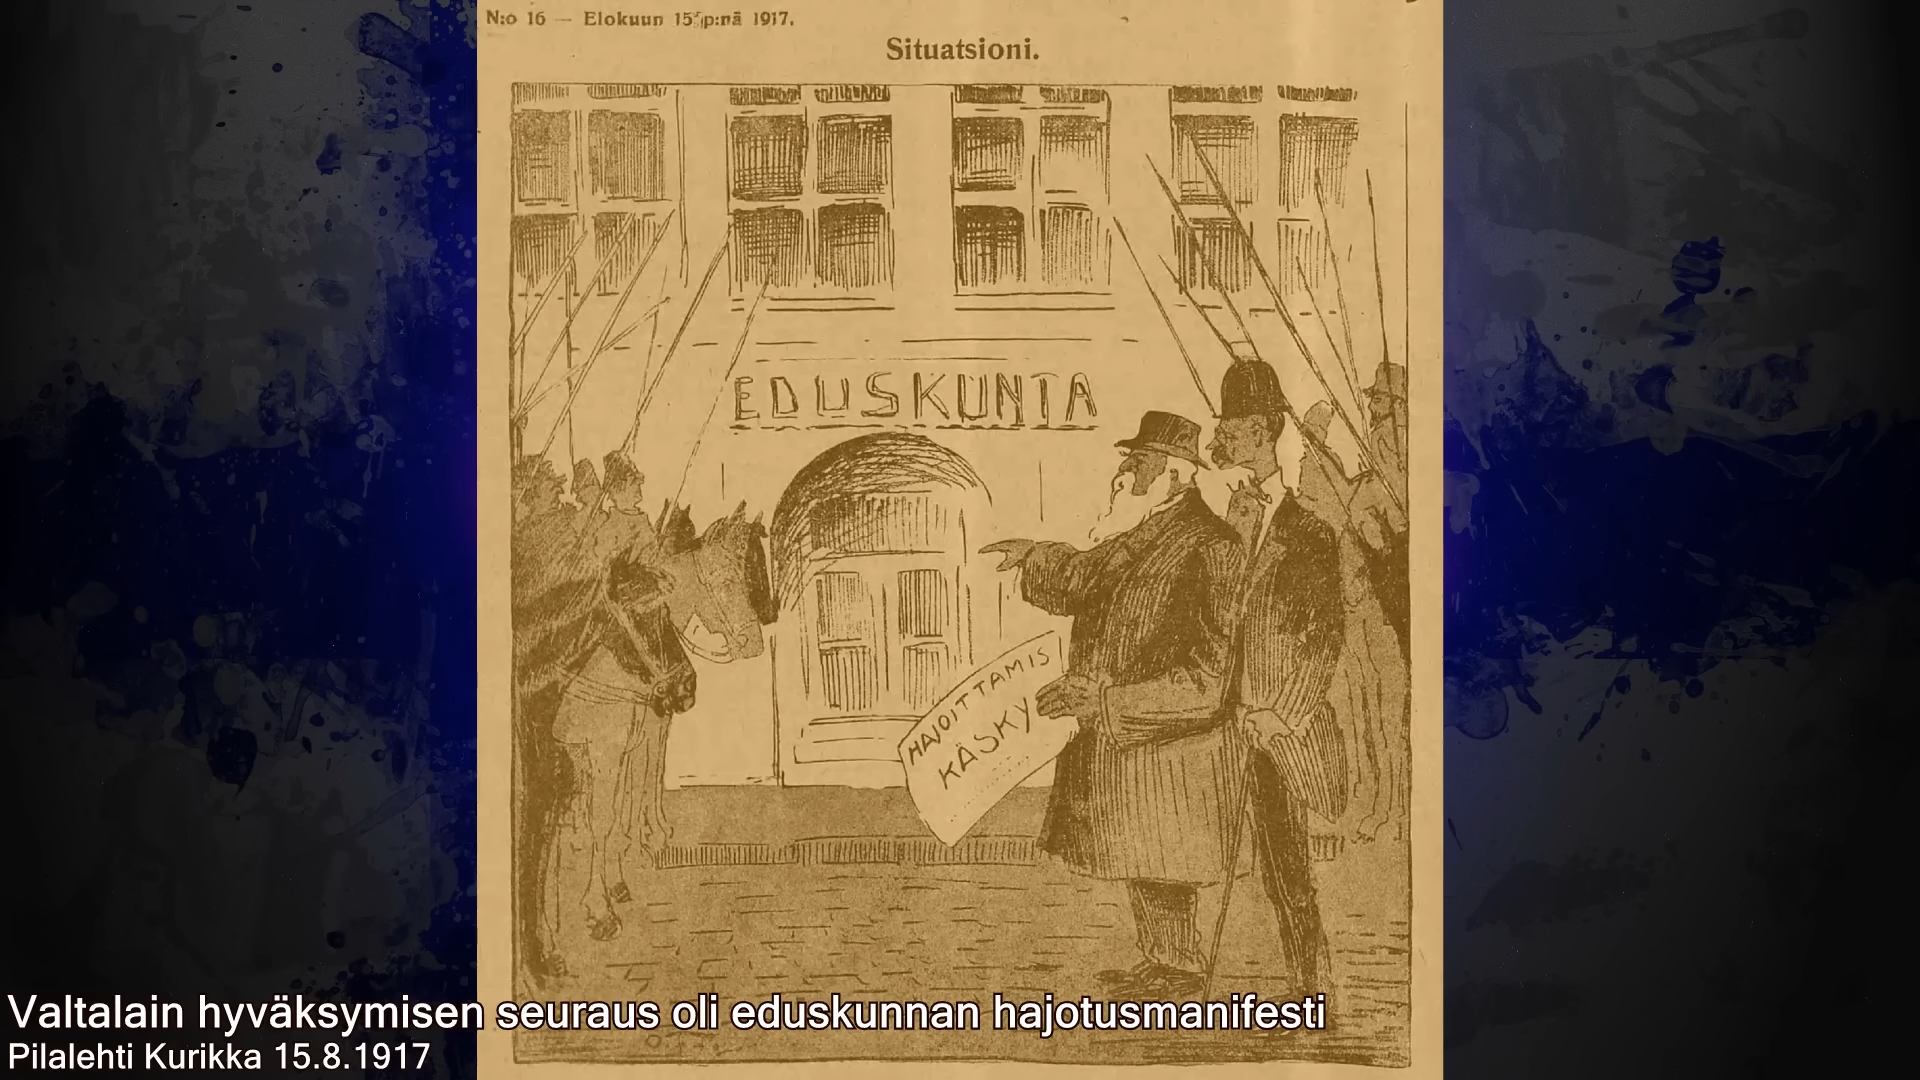 N:o 16 — Elokuun 15 p:nä 1917.
Situatsioni.
EDUSKUNTA
HAJOITTAMIS
KÄSKY
Valtalain hyväksymisen seuraus oli eduskunnan hajotusmanifesti
Pilalehti Kurikka 15.8.1917